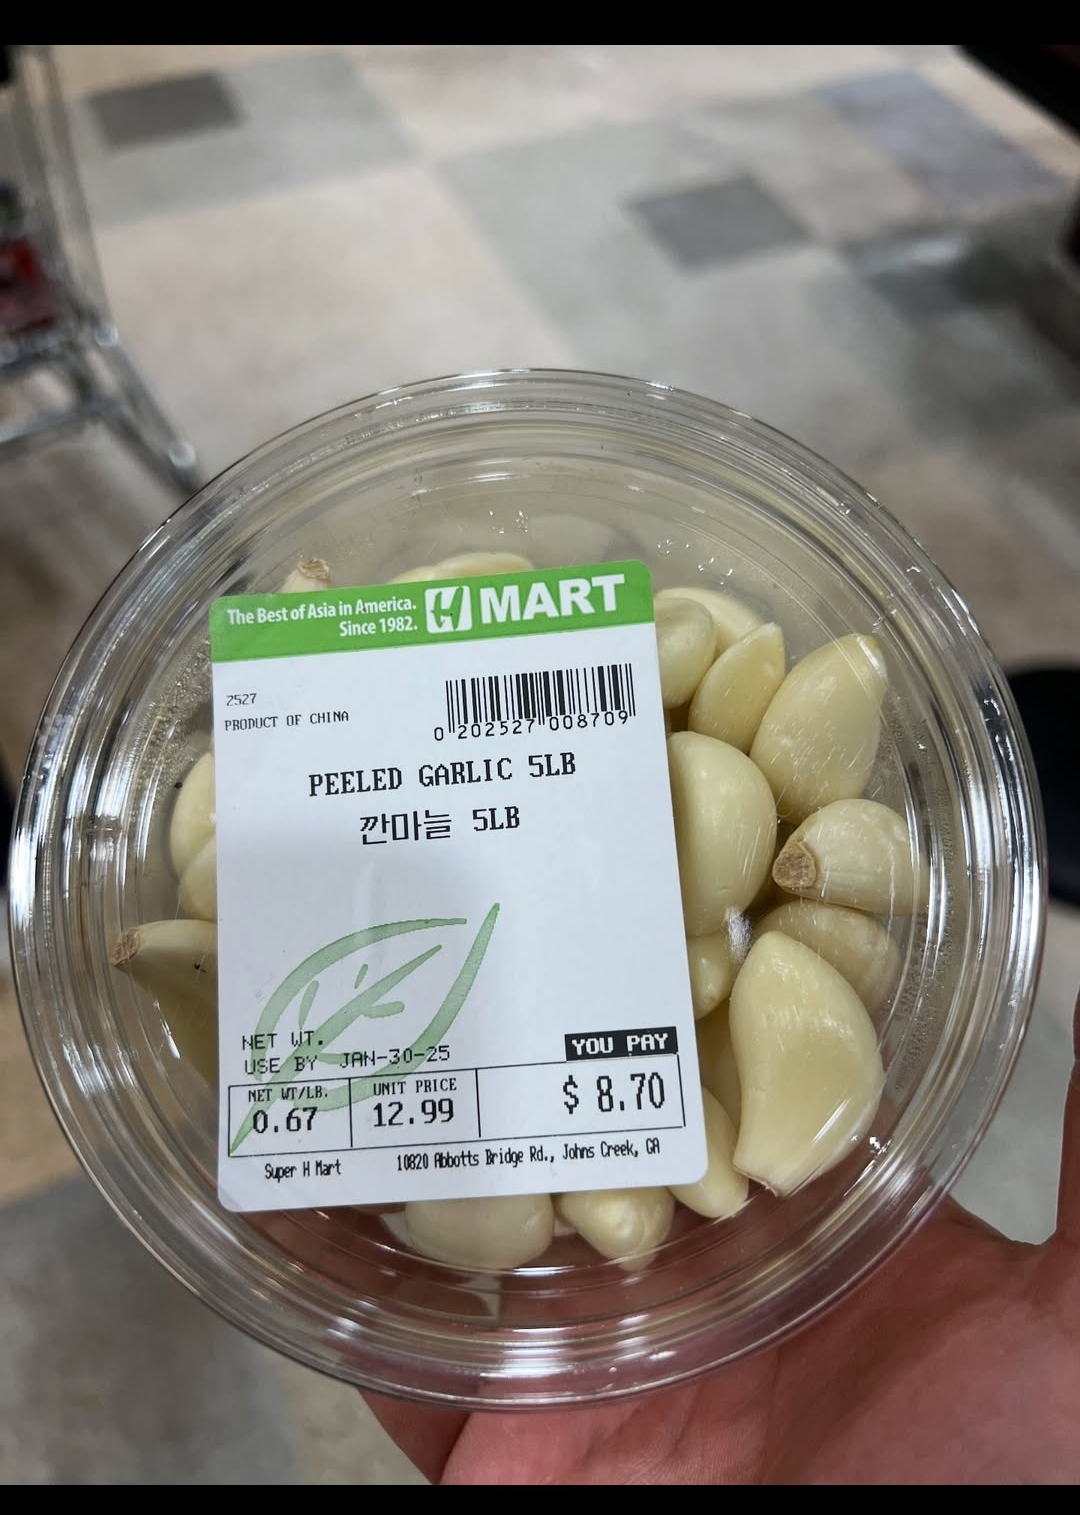 The Best of Asia in America.
Since 1982.
H MART
2527
PRODUCT OF CHINA
0 202527 008709
PEELED GARLIC 5LB
깐마늘 5LB
NET WT.
USE BY JAN-30-25
YOU PAY
NET WT/LB. UNIT PRICE
0.67 12.99 $ 8.70
Super H Mart 10820 Abbotts Bridge Rd., Johns Creek, GA